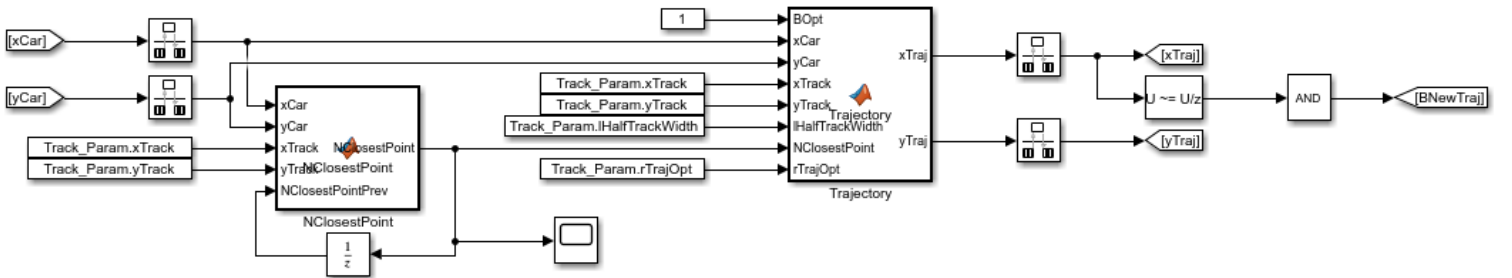 1
[xCar]
[yCar]
BOpt
xCar
yCar
xTrack
yTrack
lHalfTrackWidth
NClosestPoint
rTrajOpt
Trajectory
xTraj
yTraj
Trajectory
Track_Param.xTrack
Track_Param.yTrack
Track_Param.lHalfTrackWidth
Track_Param.rTrajOpt
xCar
yCar
xTrack
yTrack
NClosestPointPrev
NClosestPoint
NClosestPoint
NClosestPoint
Track_Param.xTrack
Track_Param.yTrack
1
z
[xTraj]
U ~= U/z
AND
[BNewTraj]
[yTraj]